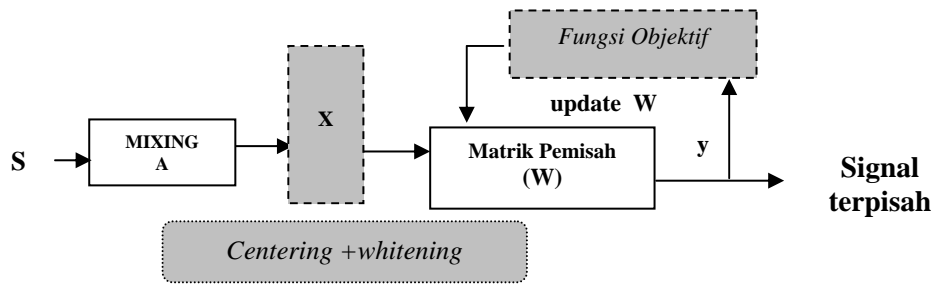 Fungsi Objektif
update W
X
MIXING
A
S
Matrik Pemisah
(W)
y
Signal
terpisah
Centering +whitening